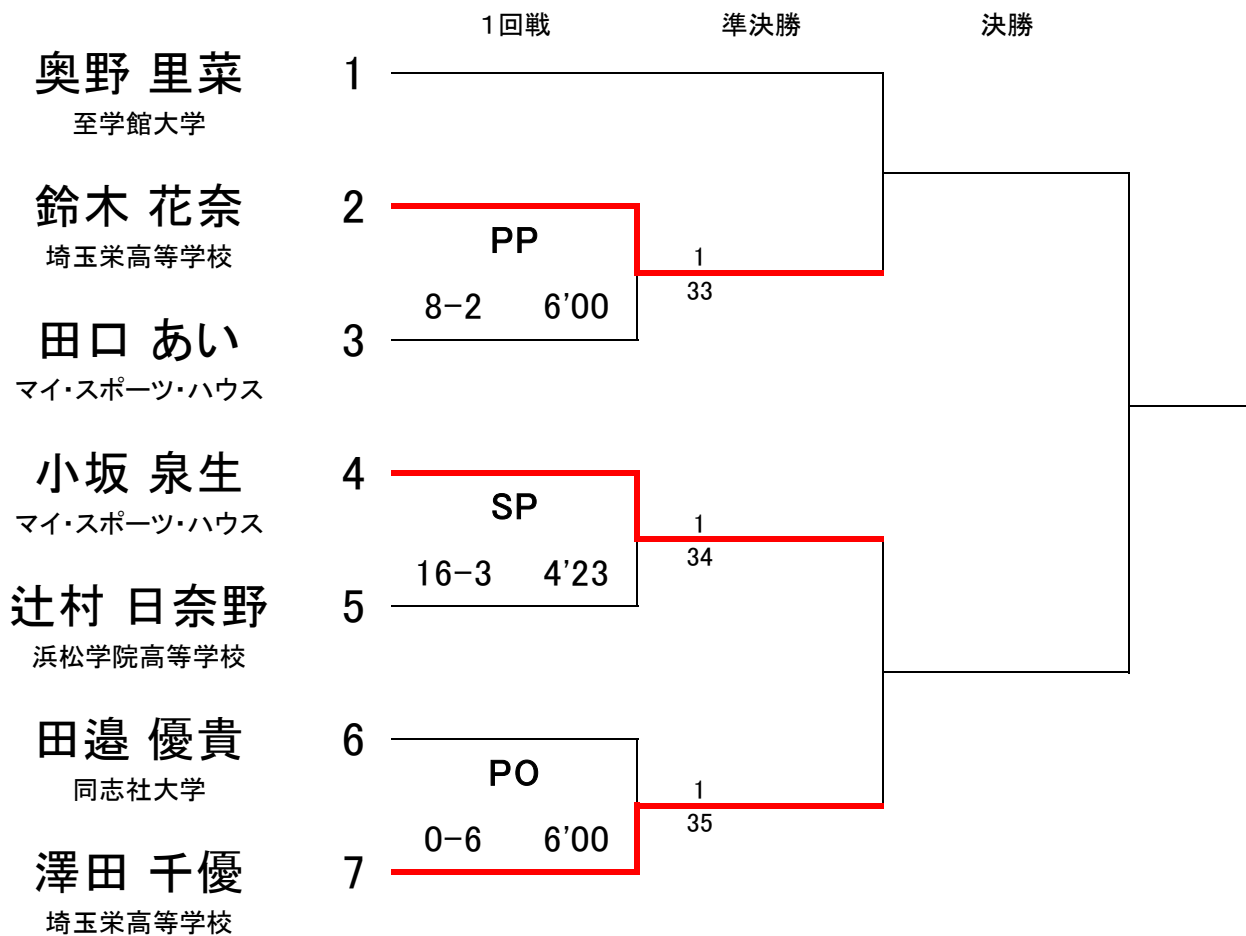 1回戦 準決勝 決勝
奥野 里菜 1
至学館大学
鈴木 花奈 2
埼玉栄高等学校
PP
1
33
8-2 6'00
田口 あい 3
マイ・スポーツ・ハウス
小坂 泉生 4
マイ・スポーツ・ハウス
SP
1
34
16-3 4'23
辻村 日奈野 5
浜松学院高等学校
田邉 優貴 6
同志社大学
PO
1
35
0-6 6'00
澤田 千優 7
埼玉栄高等学校